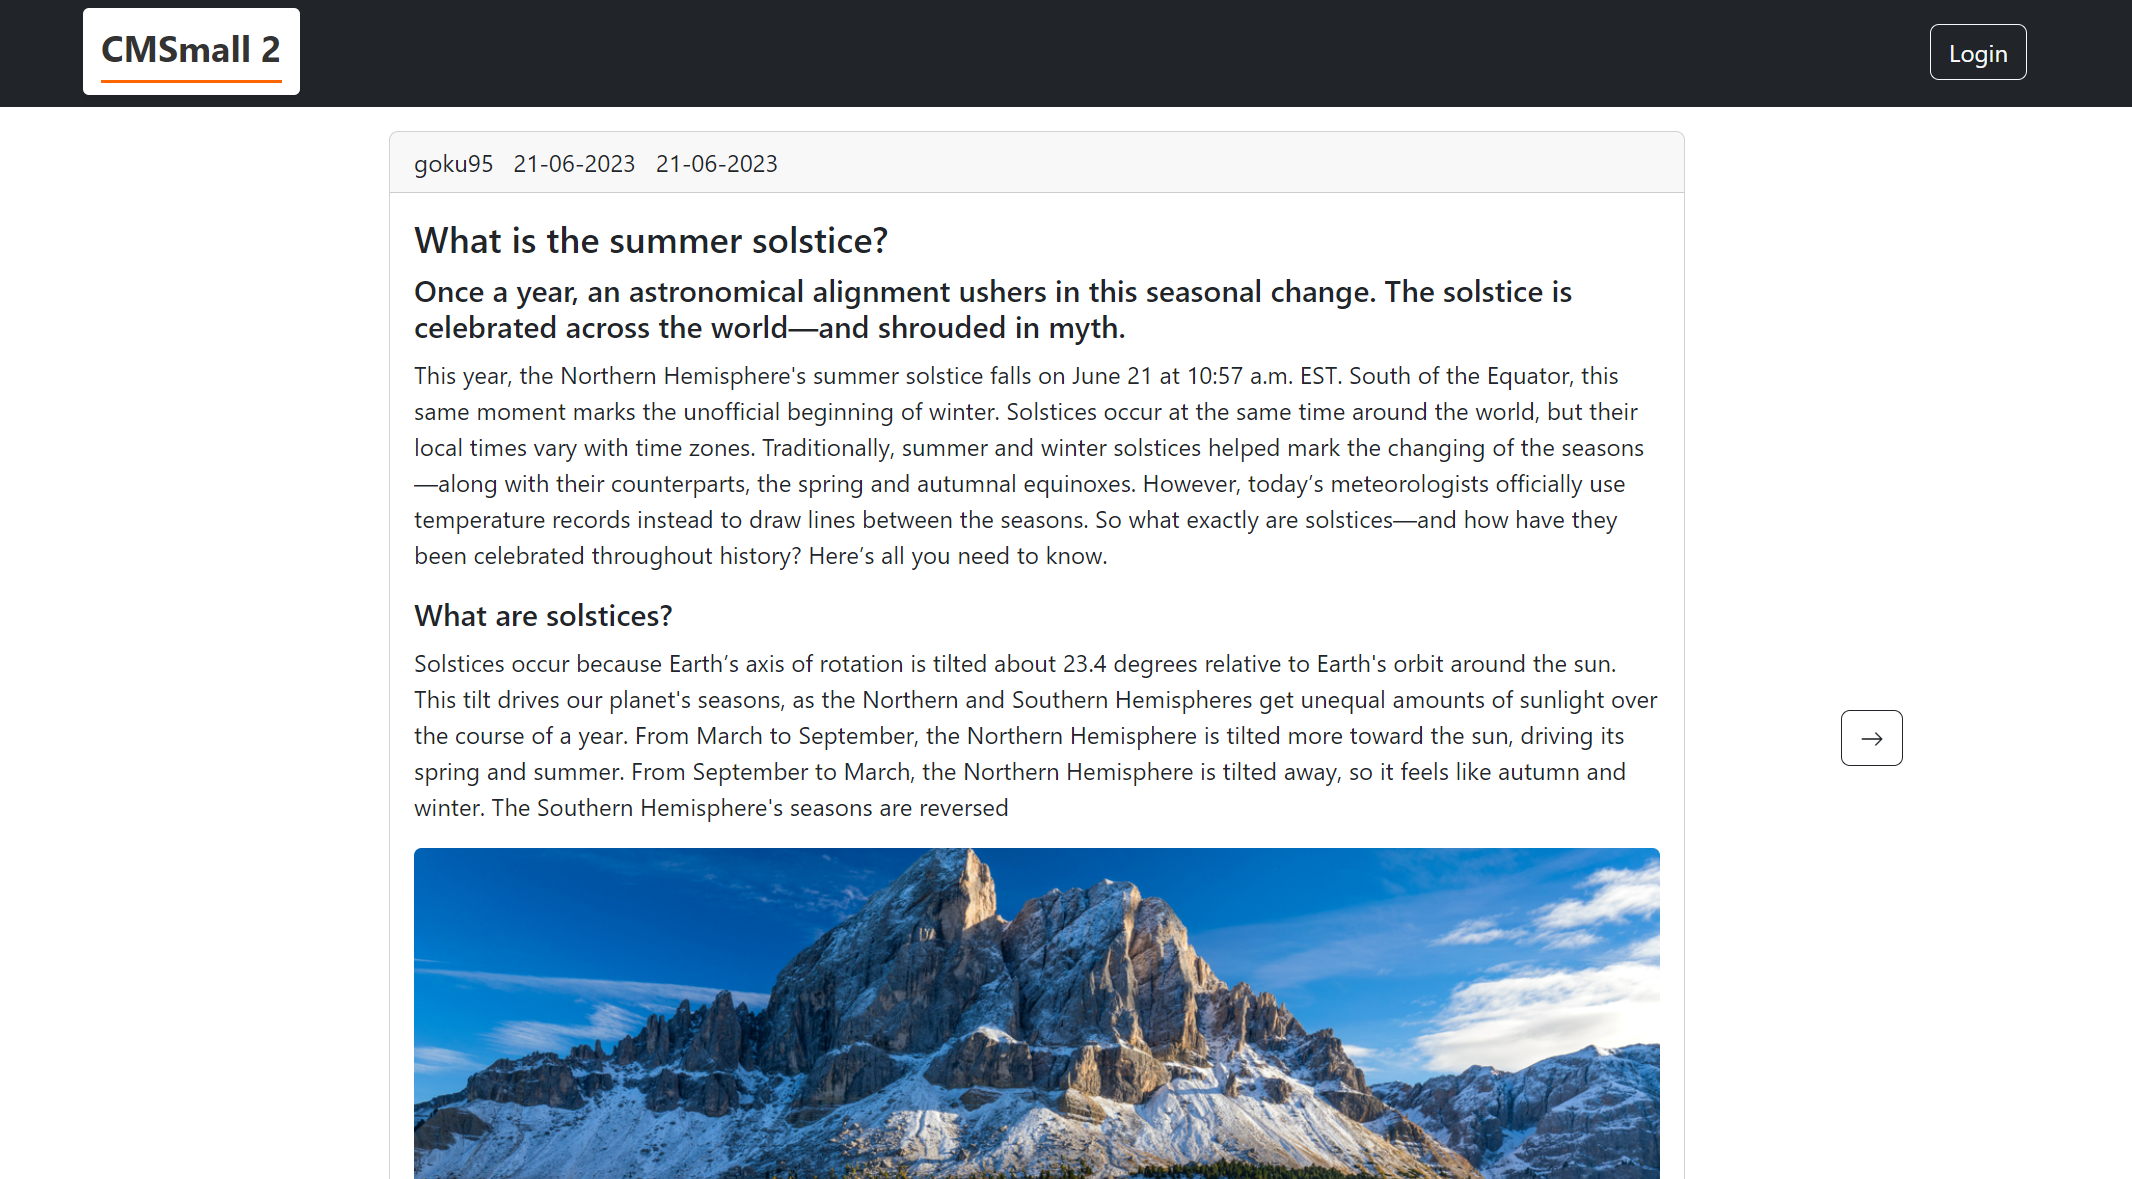 CMSmall 2
Login
goku95 21-06-2023 21-06-2023
What is the summer solstice?
Once a year, an astronomical alignment ushers in this seasonal change. The solstice is
celebrated across the world—and shrouded in myth.
This year, the Northern Hemisphere's summer solstice falls on June 21 at 10:57 a.m. EST. South of the Equator, this
same moment marks the unofficial beginning of winter. Solstices occur at the same time around the world, but their
local times vary with time zones. Traditionally, summer and winter solstices helped mark the changing of the seasons
—along with their counterparts, the spring and autumnal equinoxes. However, today’s meteorologists officially use
temperature records instead to draw lines between the seasons. So what exactly are solstices—and how have they
been celebrated throughout history? Here’s all you need to know.
What are solstices?
Solstices occur because Earth’s axis of rotation is tilted about 23.4 degrees relative to Earth's orbit around the sun.
This tilt drives our planet's seasons, as the Northern and Southern Hemispheres get unequal amounts of sunlight over
the course of a year. From March to September, the Northern Hemisphere is tilted more toward the sun, driving its
spring and summer. From September to March, the Northern Hemisphere is tilted away, so it feels like autumn and
winter. The Southern Hemisphere's seasons are reversed